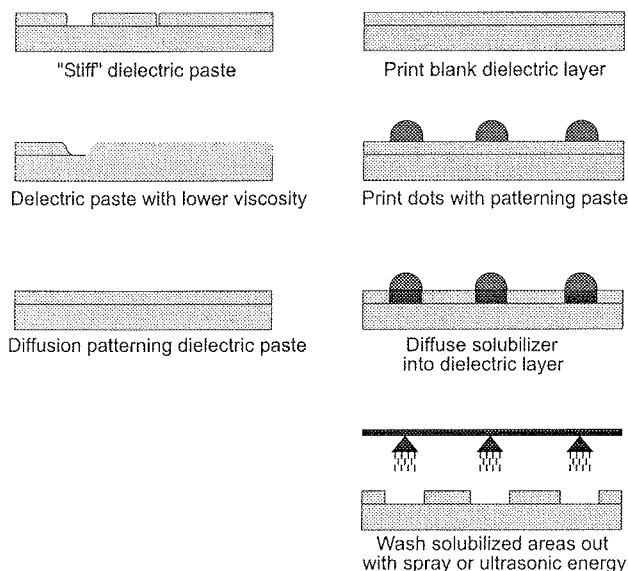 "Stiff" dielectric paste
Delectric paste with lower viscosity
Diffusion patterning dielectric paste
Print blank dielectric layer
Print dots with patterning paste
Diffuse solubilizer
into dielectric layer
Wash solubilized areas out
with spray or ultrasonic energy